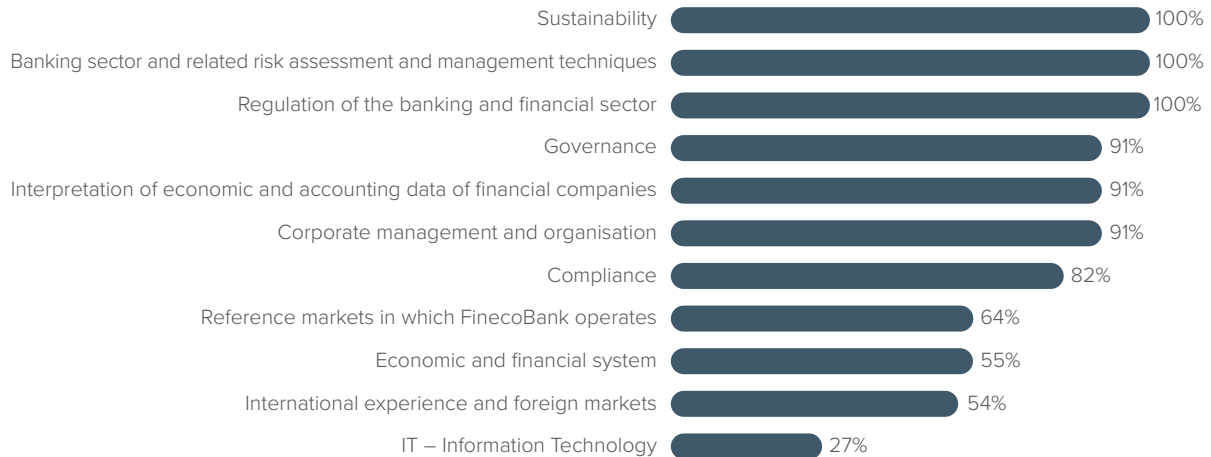 Sustainability 100%
Banking sector and related risk assessment and management techniques 100%
Regulation of the banking and financial sector 100%
Governance 91%
Interpretation of economic and accounting data of financial companies 91%
Corporate management and organisation 91%
Compliance 82%
Reference markets in which FinecoBank operates 64%
Economic and financial system 55%
International experience and foreign markets 54%
IT – Information Technology 27%